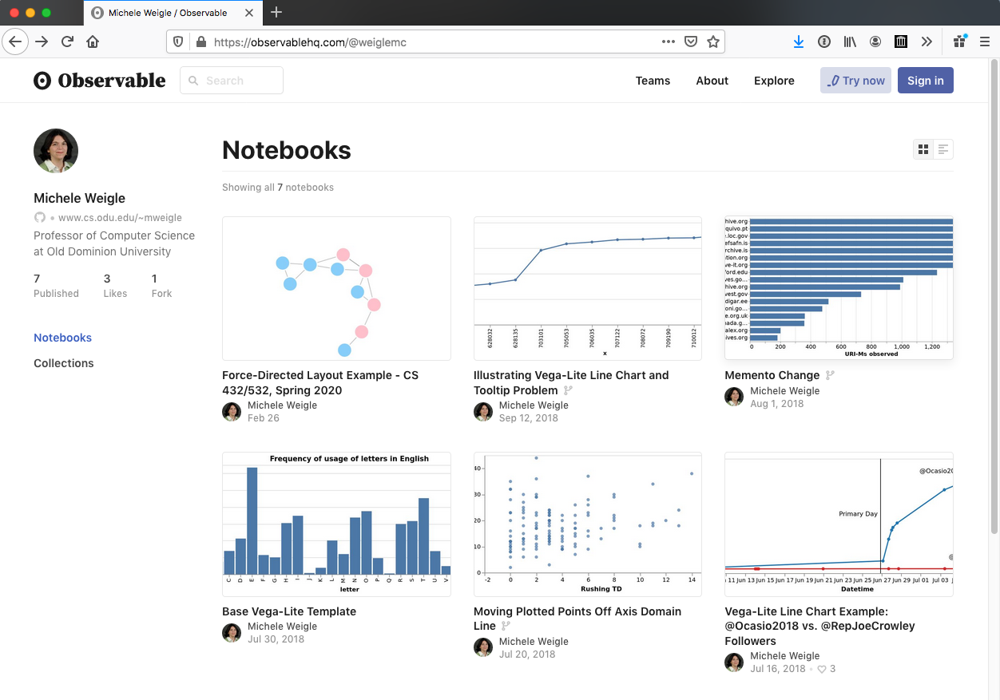 Michele Weigle / Observable
https://observablehq.com/@weiglemc
Observable
Search
Teams
About
Explore
Try now
Sign in
Michele Weigle
www.cs.odu.edu/~mweigle
Professor of Computer Science
at Old Dominion University
7
3
1
Published
Likes
Fork
Notebooks
Collections
Notebooks
Showing all 7 notebooks
Force-Directed Layout Example - CS
432/532, Spring 2020
Michele Weigle
Feb 26
628032
628135
703101
705053
706035
707122
708072
709190
710012
x
Illustrating Vega-Lite Line Chart and
Tooltip Problem
Michele Weigle
Sep 12, 2018
hive.org
quivo.pt
.loc.gov
efsafn.is
rchive.is
ation.org
ve-it.org
ford.edu
ves.go...
hive.org
vest.gov
digar.ee
oni.go...
e.org.uk
nada.g...
alex.org
ives.org
0 200 400 600 800 1,000 1,200
URI-Ms observed
Memento Change
Michele Weigle
Aug 1, 2018
Frequency of usage of letters in English
C D E F G H I J K L M N O P Q R S T U V
letter
Base Vega-Lite Template
Michele Weigle
Jul 30, 2018
40
30
20
10
0
-2 0 2 4 6 8 10 12 14
Rushing TD
Moving Plotted Points Off Axis Domain
Line
Michele Weigle
Jul 20, 2018
@Ocasio20
Primary Day
@
11 Jun 13 Jun 15 Jun 17 Jun 19 Jun 21 Jun 23 Jun 25 Jun 27 Jun 29 Jul 01 Jul 03 J
Datetime
Vega-Lite Line Chart Example:
@Ocasio2018 vs. @RepJoeCrowley
Followers
Michele Weigle
Jul 16, 2018
3